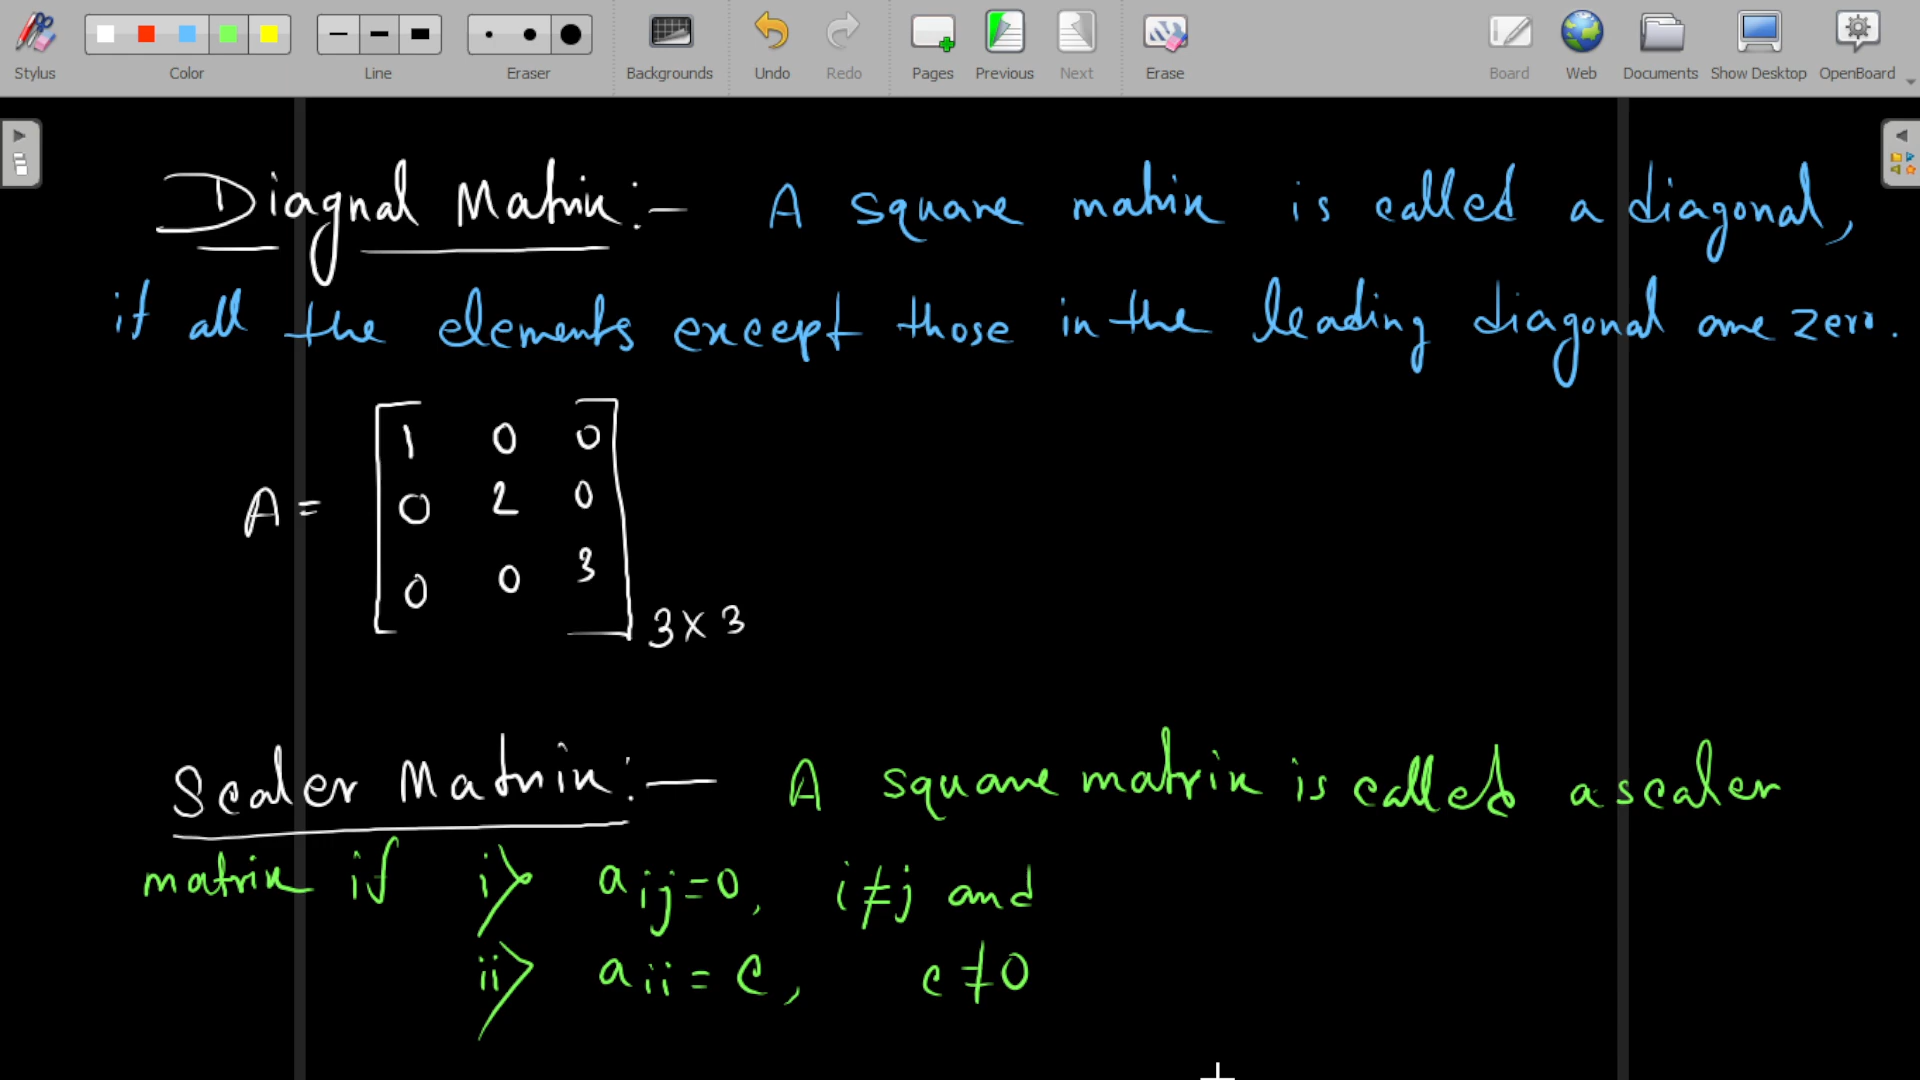 Stylus Color Line Eraser Backgrounds Undo Redo Pages Previous Next Erase Board Web Documents Show Desktop OpenBoard
Diagnal Matrix :- A square matrix is called a diagonal,
if all the elements except those in the leading diagonal are zero.
1 0 0
A = 0 2 0
0 0 3
3×3
Scaler Matrix :- A square matrix is called a scaler
matrix if i> aij=0, i≠j and
ii> aii = c, c≠0